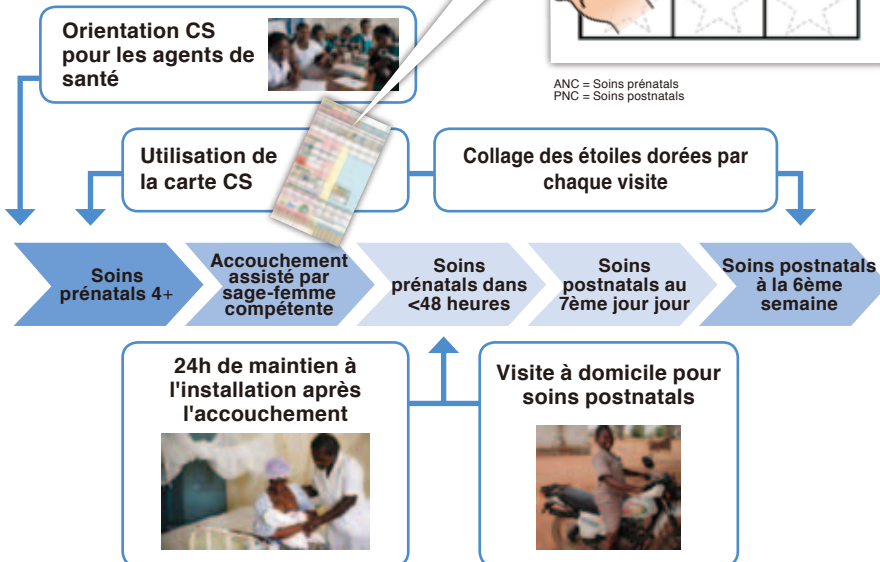 Orientation CS
pour les agents de
santé
ANC = Soins prénatals
PNC = Soins postnatals
Utilisation de
la carte CS
Collage des étoiles dorées par
chaque visite
Soins
prénatals 4+
Accouchement
assisté par
sage-femme
compétente
Soins
prénatals dans
<48 heures
Soins
postnatals au
7ème jour jour
Soins postnatals
à la 6ème
semaine
24h de maintien à
l'installation après
l'accouchement
Visite à domicile pour
soins postnatals